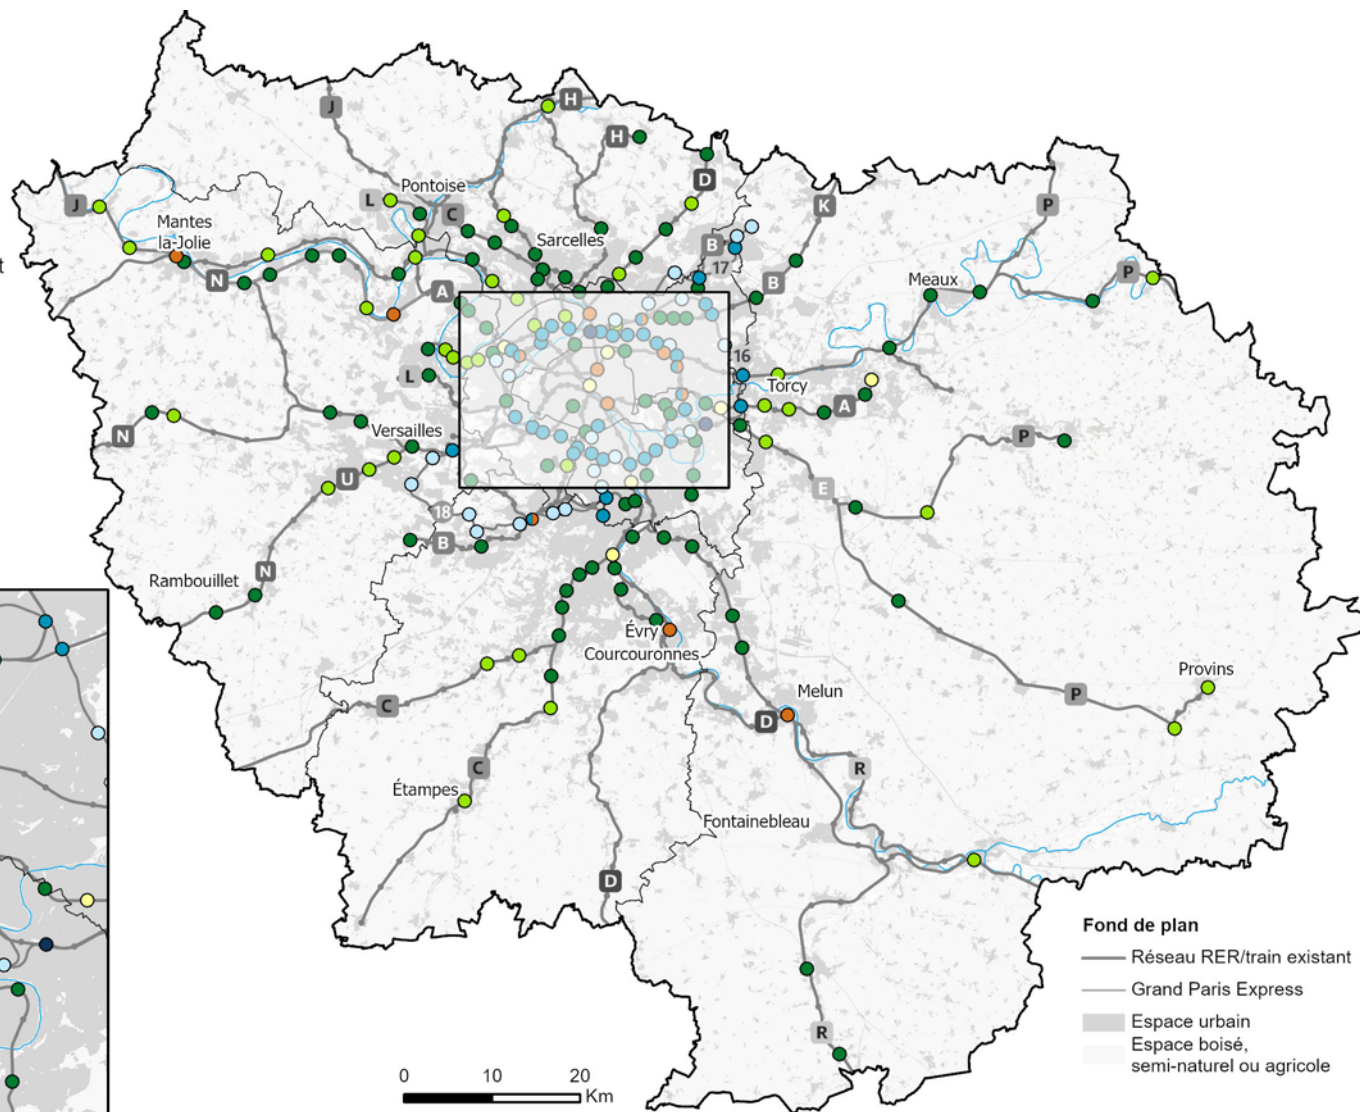 J
H
H
D
Pontoise
L
C
K
P
J
Mantes
la-Jolie
Sarcelles
B
17
t
N
A
B
Meaux
P
16
L
Torcy
A
N
Versailles
P
U
E
18
B
Rambouillet
N
Évry
Courcouronnes
Provins
C
Melun
P
D
C
R
Étampes
Fontainebleau
D
Fond de plan
Réseau RER/train existant
Grand Paris Express
R
Espace urbain
Espace boisé,
semi-naturel ou agricole
0 10 20
Km